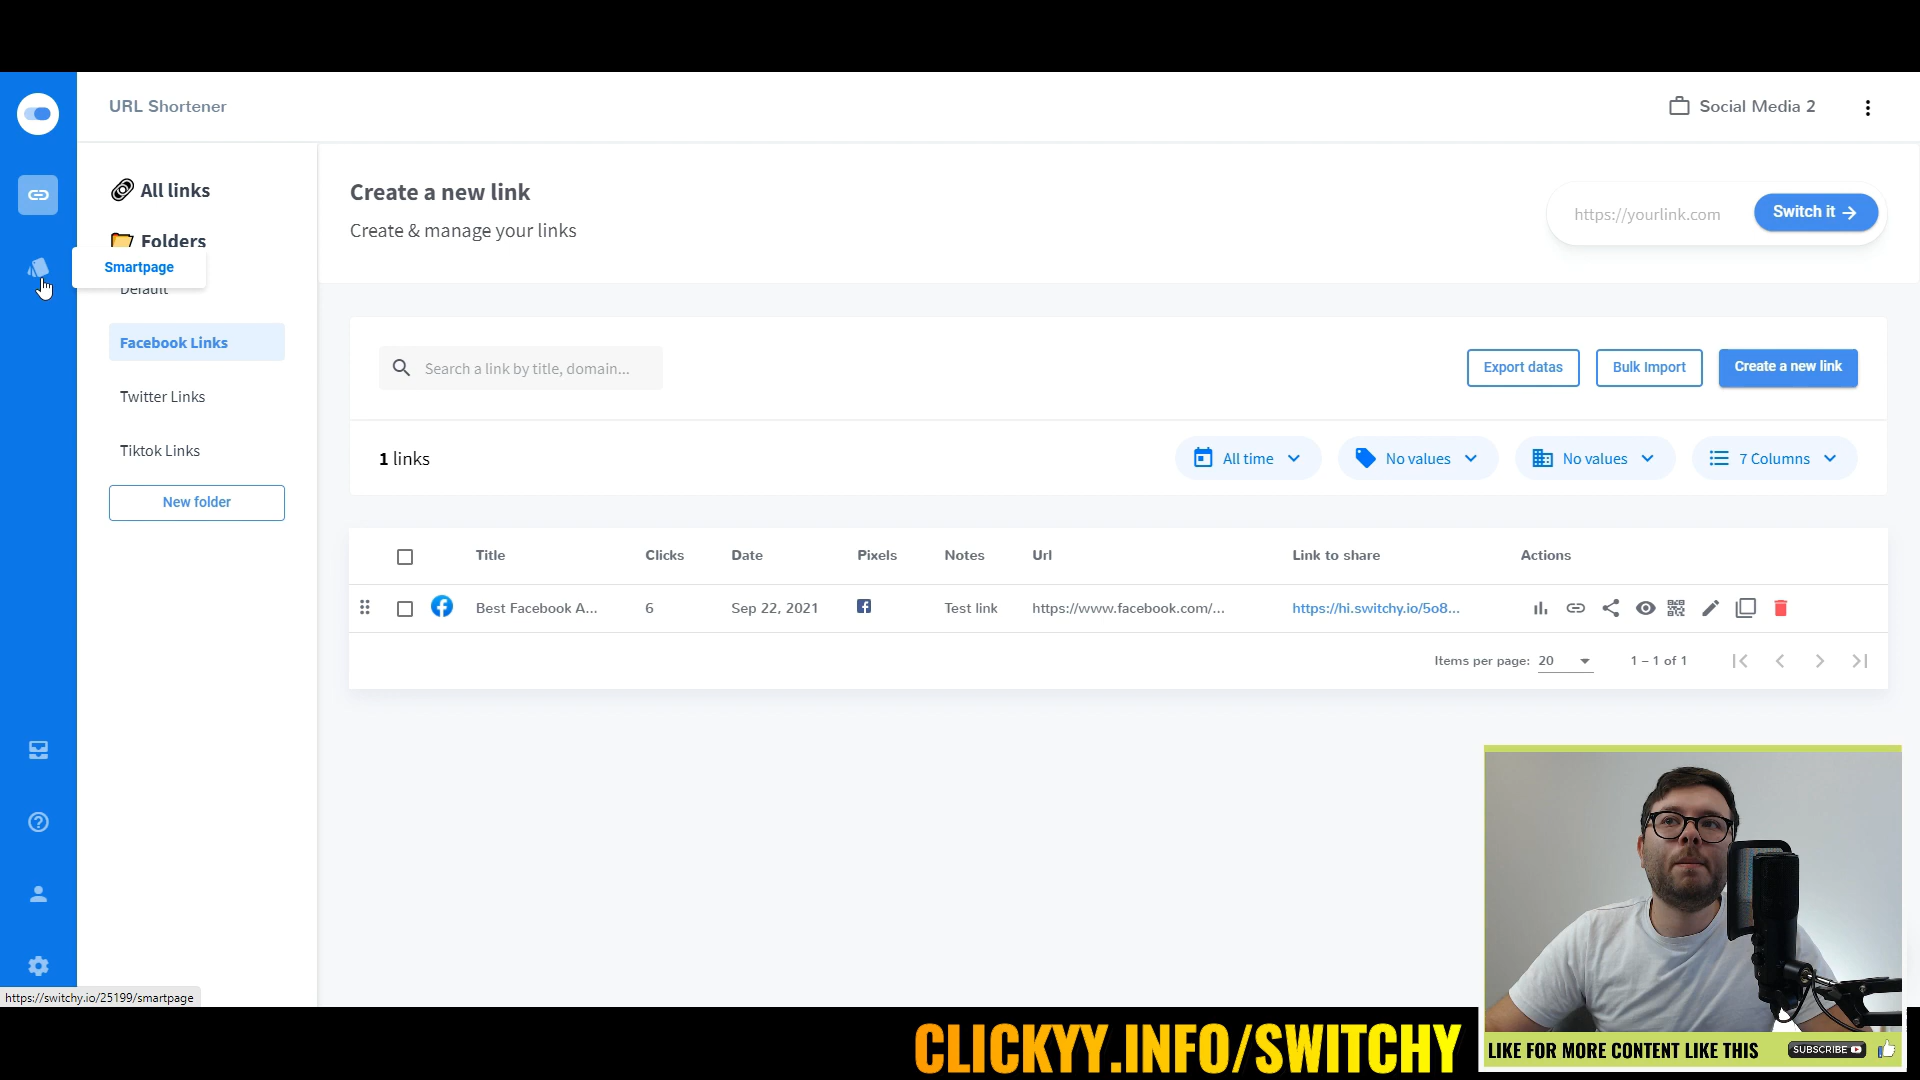 URL Shortener
Social Media 2
All links
Folders
Smartpage
Default
Facebook Links
Twitter Links
Tiktok Links
New folder
Create a new link
Create & manage your links
https://yourlink.com
Switch it
Search a link by title, domain...
Export datas
Bulk Import
Create a new link
1 links
All time
No values
No values
7 Columns
Title Clicks Date Pixels Notes Url Link to share Actions
Best Facebook A... 6 Sep 22, 2021 Test link https://www.facebook.com/... https://hi.switchy.io/5o8...
Items per page: 20 1 – 1 of 1
https://switchy.io/25199/smartpage
CLICKYY.INFO/SWITCHY
LIKE FOR MORE CONTENT LIKE THIS
SUBSCRIBE